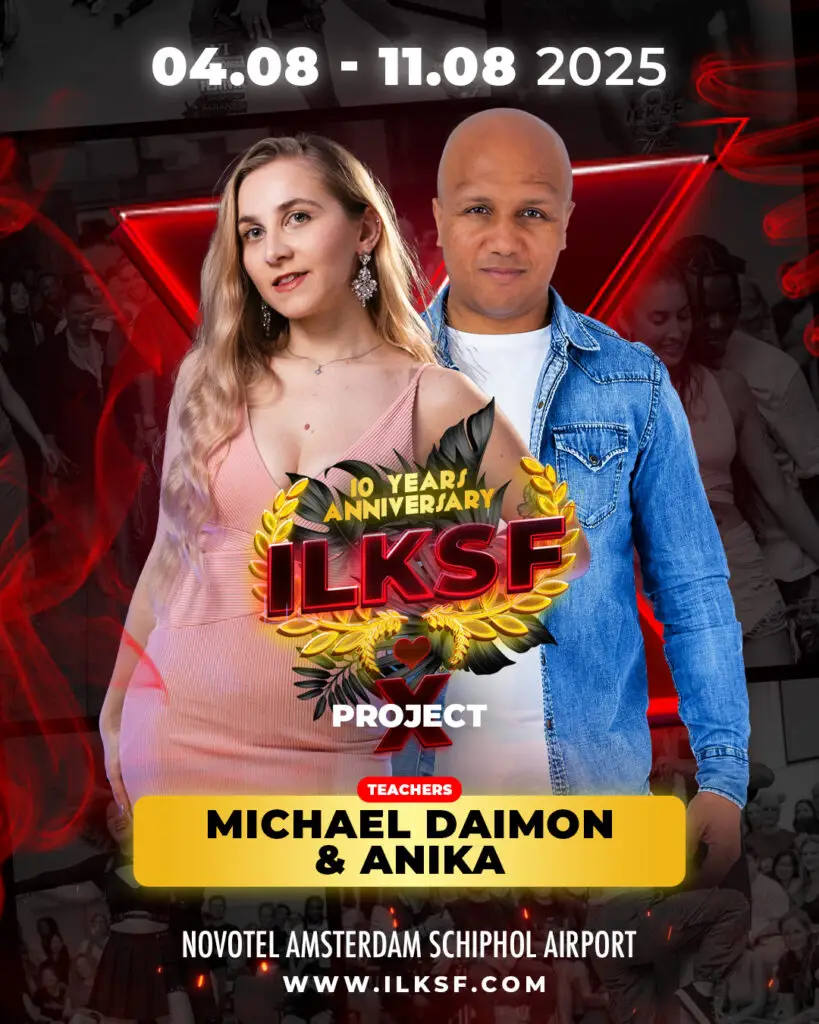 04.08 - 11.08 2025
10 YEARS
ANNIVERSARY
ILKSF
X
PROJECT
TEACHERS
MICHAEL DAIMON
& ANIKA
NOVOTEL AMSTERDAM SCHIPHOL AIRPORT
WWW.ILKSF.COM